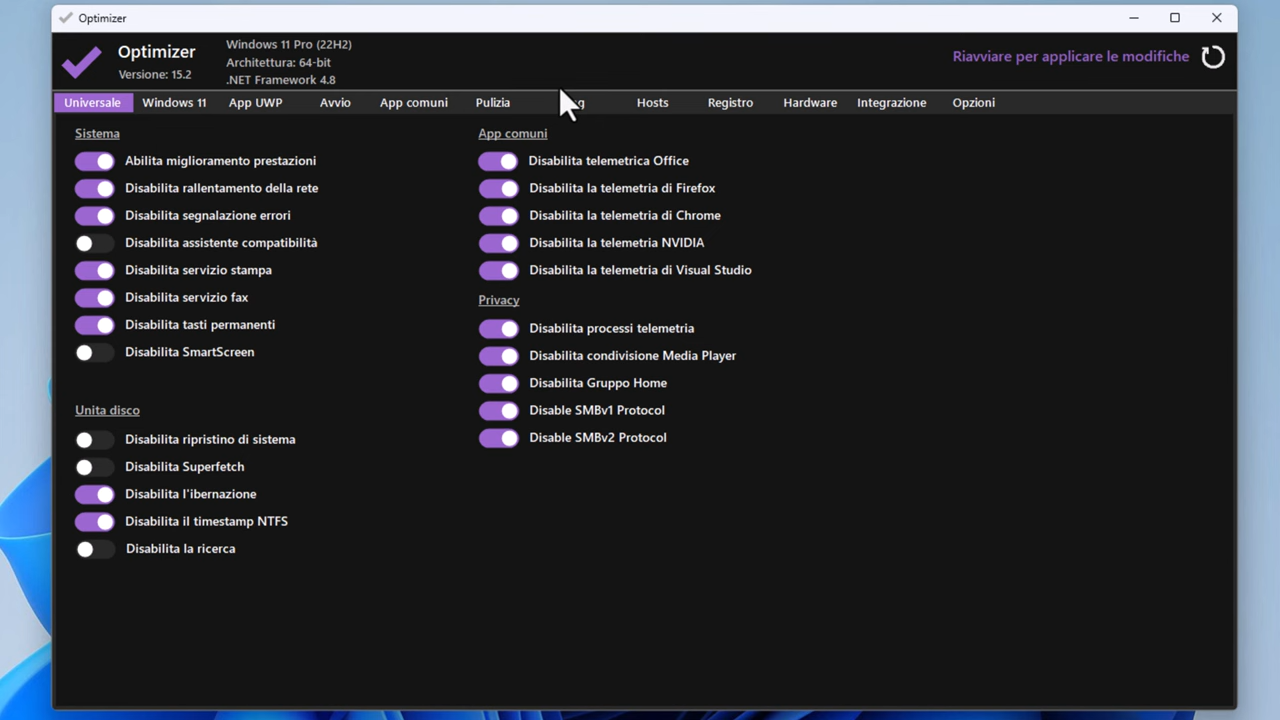 Optimizer
Optimizer
Versione: 15.2
Windows 11 Pro (22H2)
Architettura: 64-bit
.NET Framework 4.8
Riavviare per applicare le modifiche
Universale
Windows 11
App UWP
Avvio
App comuni
Pulizia
Hosts
Registro
Hardware
Integrazione
Opzioni
Sistema
Abilita miglioramento prestazioni
Disabilita rallentamento della rete
Disabilita segnalazione errori
Disabilita assistente compatibilità
Disabilita servizio stampa
Disabilita servizio fax
Disabilita tasti permanenti
Disabilita SmartScreen
Unita disco
Disabilita ripristino di sistema
Disabilita Superfetch
Disabilita l'ibernazione
Disabilita il timestamp NTFS
Disabilita la ricerca
App comuni
Disabilita telemetrica Office
Disabilita la telemetria di Firefox
Disabilita la telemetria di Chrome
Disabilita la telemetria NVIDIA
Disabilita la telemetria di Visual Studio
Privacy
Disabilita processi telemetria
Disabilita condivisione Media Player
Disabilita Gruppo Home
Disable SMBv1 Protocol
Disable SMBv2 Protocol